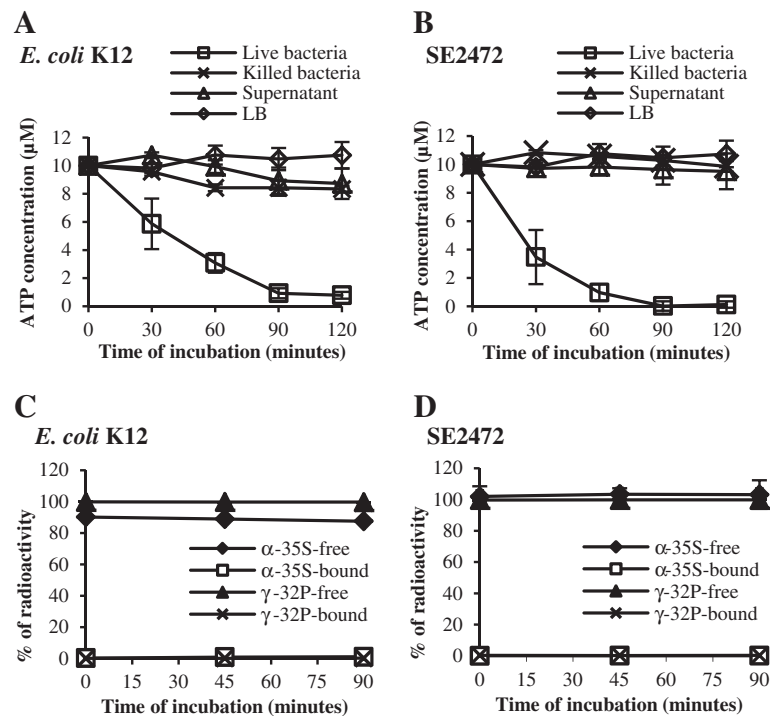 A
E. coli K12
Live bacteria
Killed bacteria
Supernatant
LB
ATP concentration (µM)
12
10
8
6
4
2
0
0 30 60 90 120
Time of incubation (minutes)
B
SE2472
Live bacteria
Killed bacteria
Supernatant
LB
ATP concentration (µM)
12
10
8
6
4
2
0
0 30 60 90 120
Time of incubation (minutes)
C
E. coli K12
% of radioactivity
120
100
80
60
40
20
0
α-35S-free
α-35S-bound
γ-32P-free
γ-32P-bound
0 15 30 45 60 75 90
Time of incubation (minutes)
D
SE2472
% of radioactivity
120
100
80
60
40
20
0
α-35S-free
α-35S-bound
γ-32P-free
γ-32P-bound
0 15 30 45 60 75 90
Time of incubation (minutes)